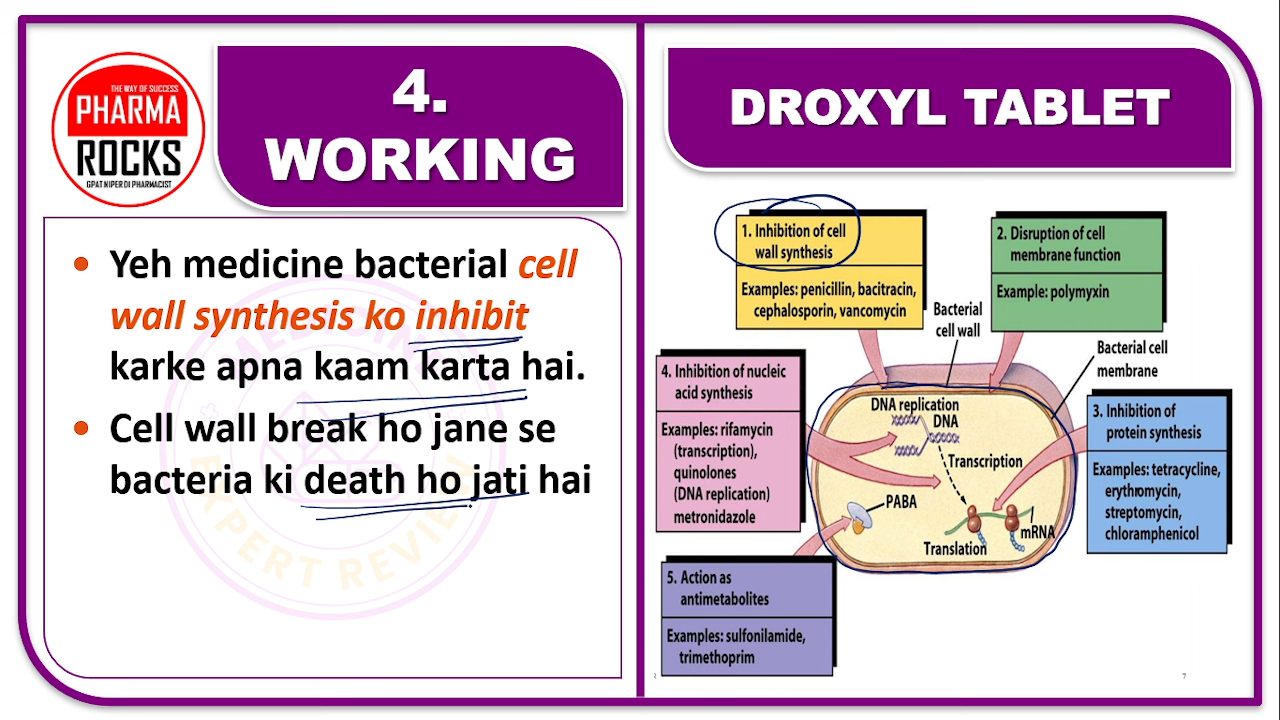 THE WAY OF SUCCESS
PHARMA
ROCKS
GPAT NIPER DI PHARMACIST
4.
WORKING
DROXYL TABLET
Yeh medicine bacterial cell
wall synthesis ko inhibit
karke apna kaam karta hai.
Cell wall break ho jane se
bacteria ki death ho jati hai
EXPERT REVIEW
1. Inhibition of cell
wall synthesis
Examples: penicillin, bacitracin,
cephalosporin, vancomycin
2. Disruption of cell
membrane function
Example: polymyxin
Bacterial
cell wall
Bacterial cell
membrane
4. Inhibition of nucleic
acid synthesis
Examples: rifamycin
(transcription),
quinolones
(DNA replication)
metronidazole
DNA replication
DNA
Transcription
PABA
mRNA
Translation
3. Inhibition of
protein synthesis
Examples: tetracycline,
erythromycin,
streptomycin,
chloramphenicol
5. Action as
antimetabolites
Examples: sulfonilamide,
trimethoprim
7